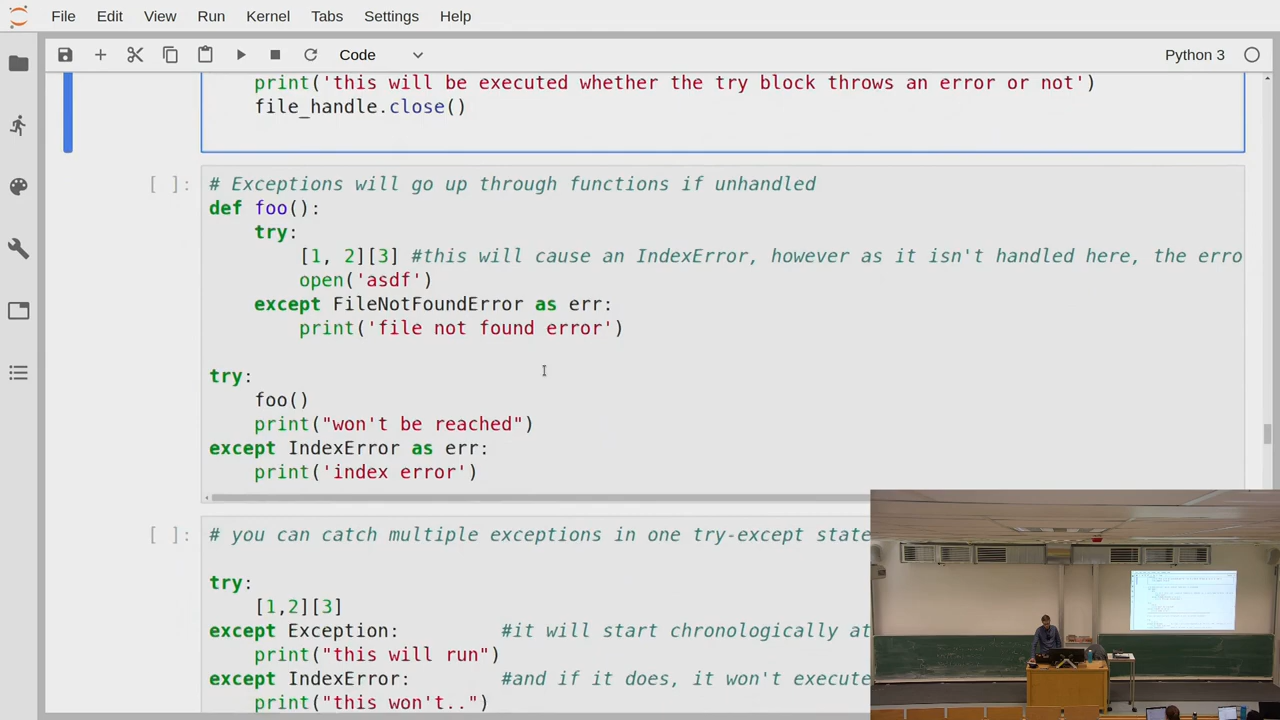 File Edit View Run Kernel Tabs Settings Help
Code
Python 3
print('this will be executed whether the try block throws an error or not')
file_handle.close()
[ ]:
# Exceptions will go up through functions if unhandled
def foo():
try:
[1, 2][3] #this will cause an IndexError, however as it isn't handled here, the erro
open('asdf')
except FileNotFoundError as err:
print('file not found error')
try:
foo()
print("won't be reached")
except IndexError as err:
print('index error')
[ ]:
# you can catch multiple exceptions in one try-except state
try:
[1,2][3]
except Exception: #it will start chronologically at
print("this will run")
except IndexError: #and if it does, it won't execute
print("this won't..")